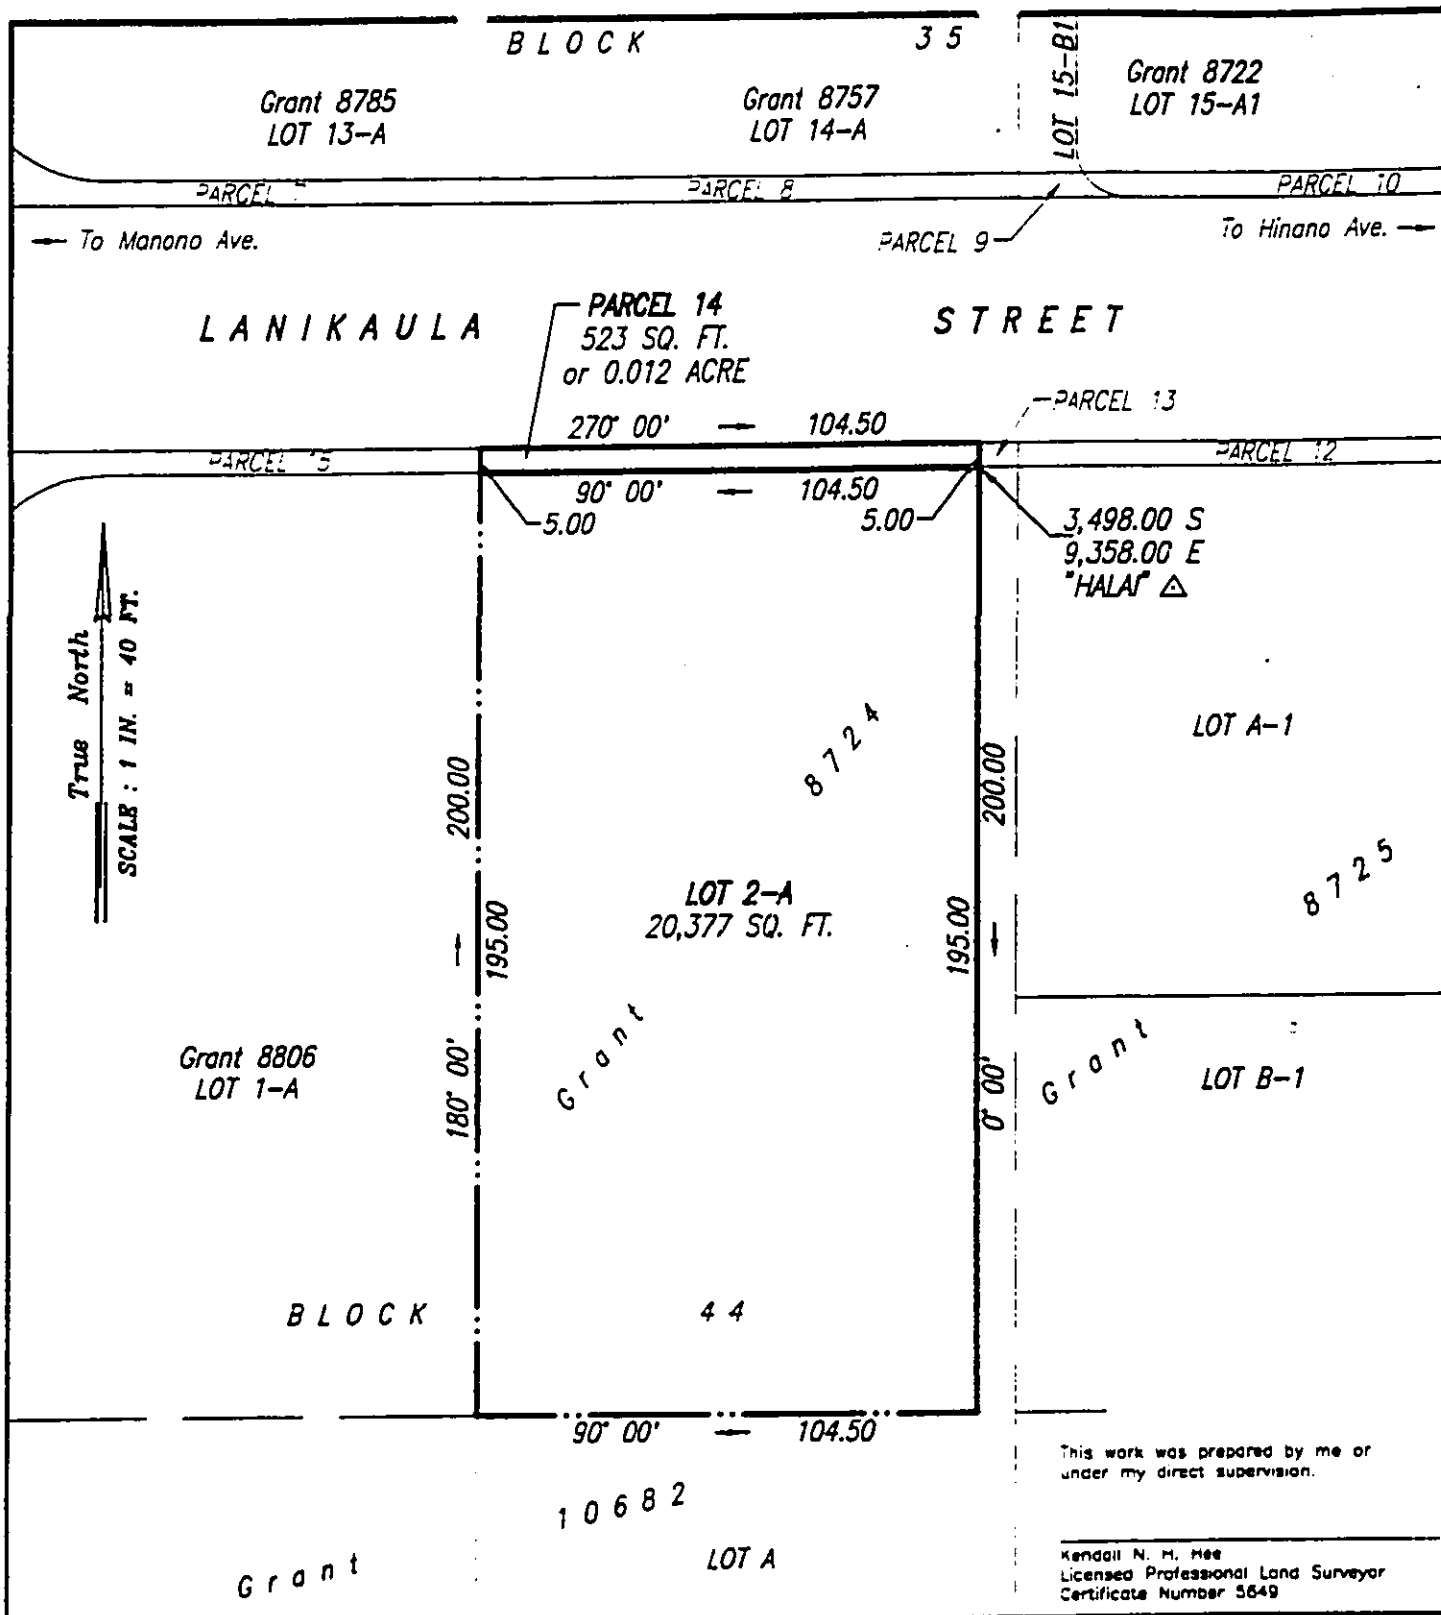 BLOCK 35
Grant 8785
LOT 13-A
Grant 8757
LOT 14-A
LOT 15-B1
Grant 8722
LOT 15-A1
PARCEL
PARCEL 8
PARCEL 10
To Manono Ave.
PARCEL 9
To Hinano Ave.
LANIKAULA STREET
PARCEL 14
523 SQ. FT.
or 0.012 ACRE
270° 00' 104.50
PARCEL 13
PARCEL 15
PARCEL 12
90° 00' 104.50
5.00
5.00
3,498.00 S
9,358.00 E
"HALAI"
True North
SCALE : 1 IN. = 40 FT.
200.00
195.00
180° 00'
8724
LOT 2-A
20,377 SQ. FT.
Grant
200.00
195.00
0° 00'
LOT A-1
8725
Grant
LOT B-1
Grant 8806
LOT 1-A
BLOCK 44
90° 00' 104.50
10682
Grant
LOT A
This work was prepared by me or
under my direct supervision.
Kendall N. H. Hee
Licensed Professional Land Surveyor
Certificate Number 5649